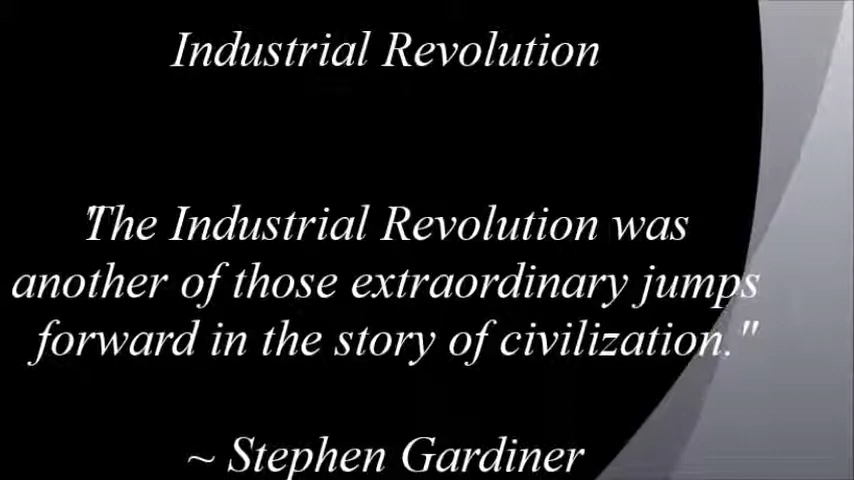 Industrial Revolution
"The Industrial Revolution was
another of those extraordinary jumps
forward in the story of civilization."
~ Stephen Gardiner